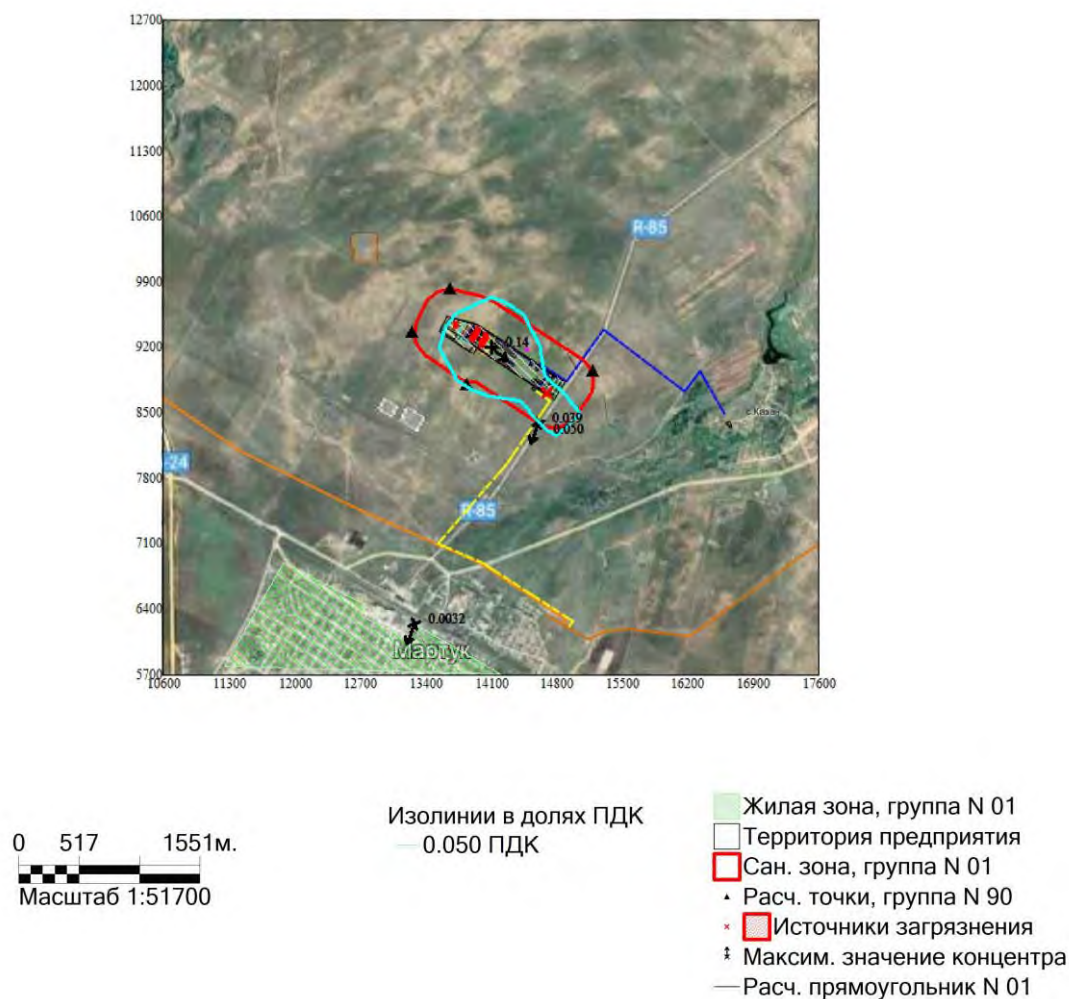 12700
12000
11300
10600
R-85
9900
9200
0.14
8500
0.039
0.050
7800
-24
R-85
7100
6400
0.0032
Мартук
5700
10600 11300 12000 12700 13400 14100 14800 15500 16200 16900 17600
0 517 1551м.
Масштаб 1:51700
Изолинии в долях ПДК
0.050 ПДК
Жилая зона, группа N 01
Территория предприятия
Сан. зона, группа N 01
Расч. точки, группа N 90
Источники загрязнения
Максим. значение концентра
Расч. прямоугольник N 01